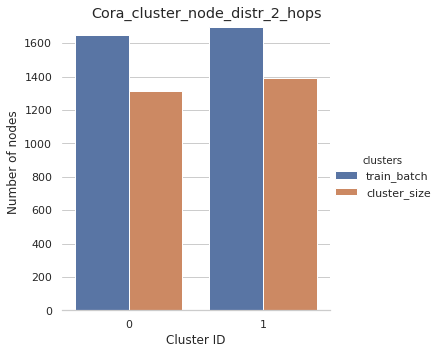 Cora_cluster_node_distr_2_hops
1600
1400
1200
1000
800
600
400
200
0
Number of nodes
0 1
Cluster ID
clusters
train_batch
cluster_size